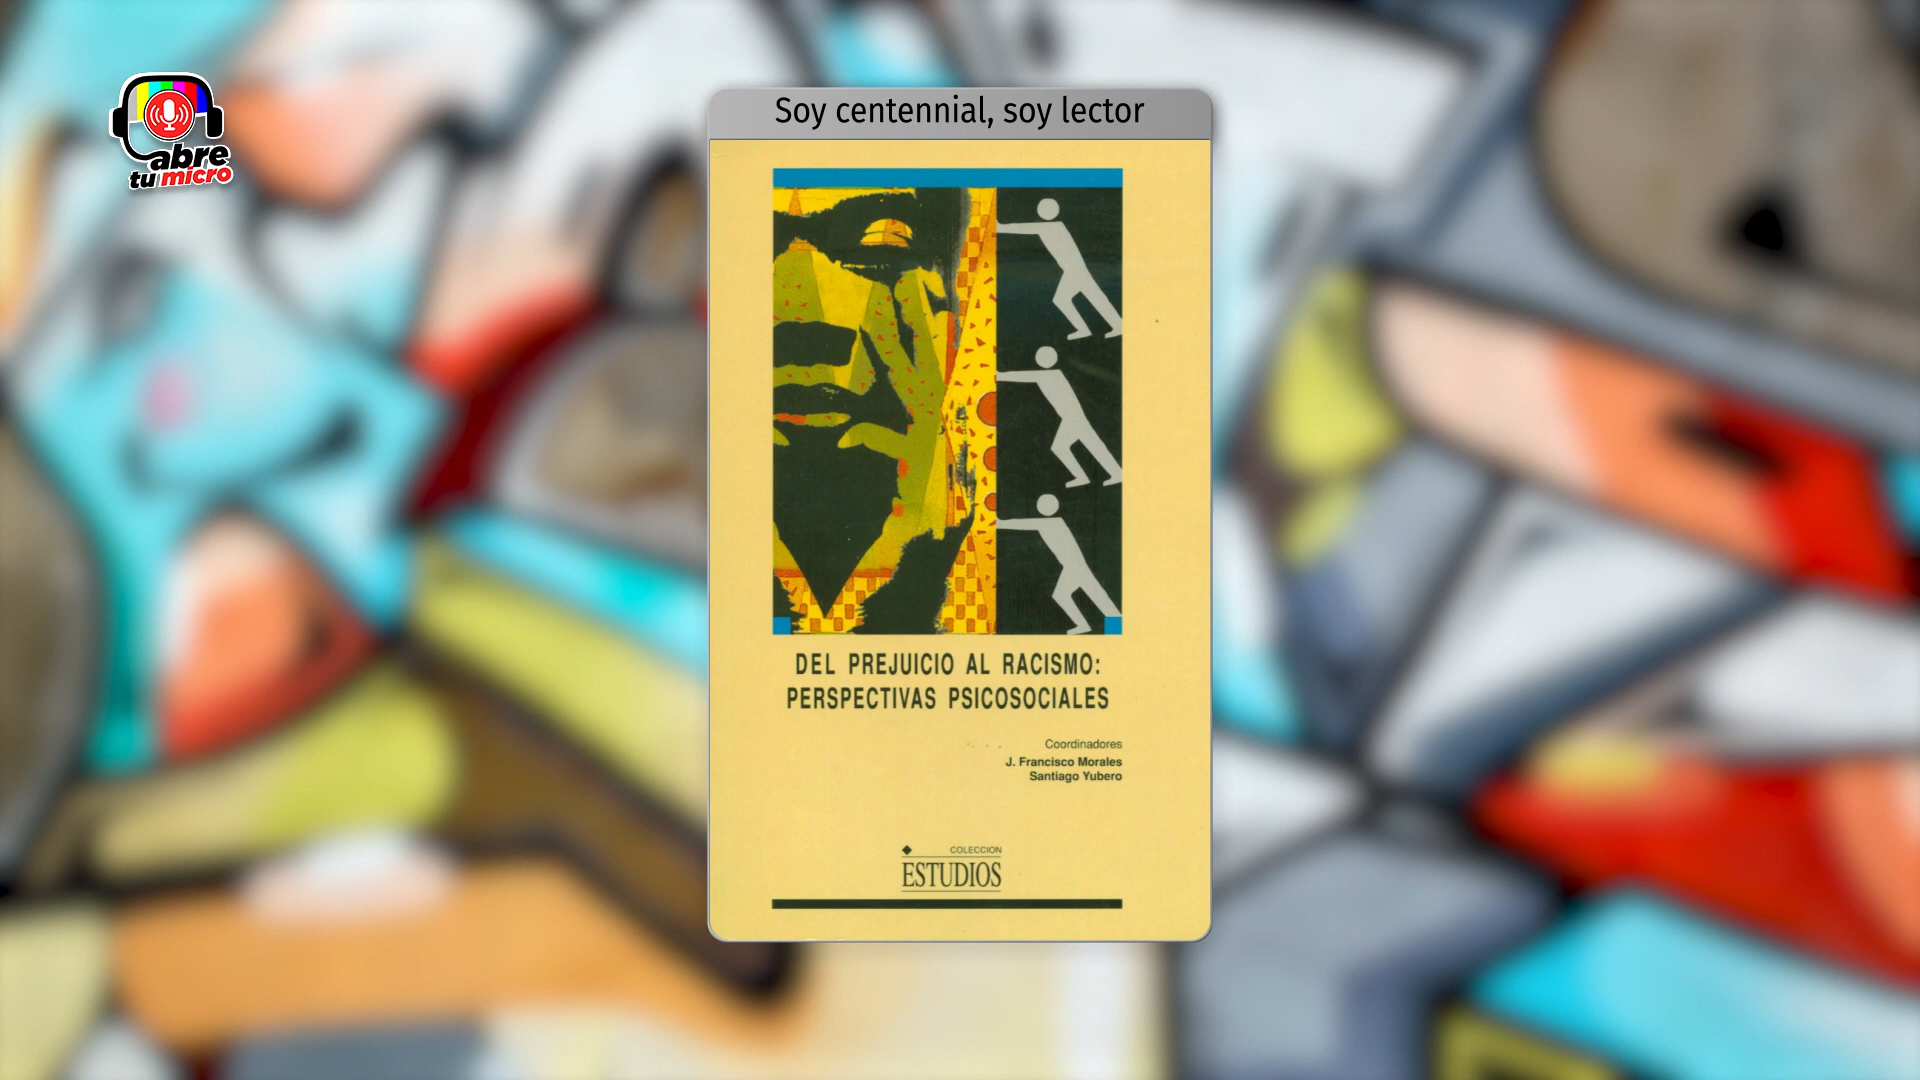 abre
tu micro
Soy centennial, soy lector
DEL PREJUICIO AL RACISMO:
PERSPECTIVAS PSICOSOCIALES
Coordinadores
J. Francisco Morales
Santiago Yubero
COLECCION
ESTUDIOS